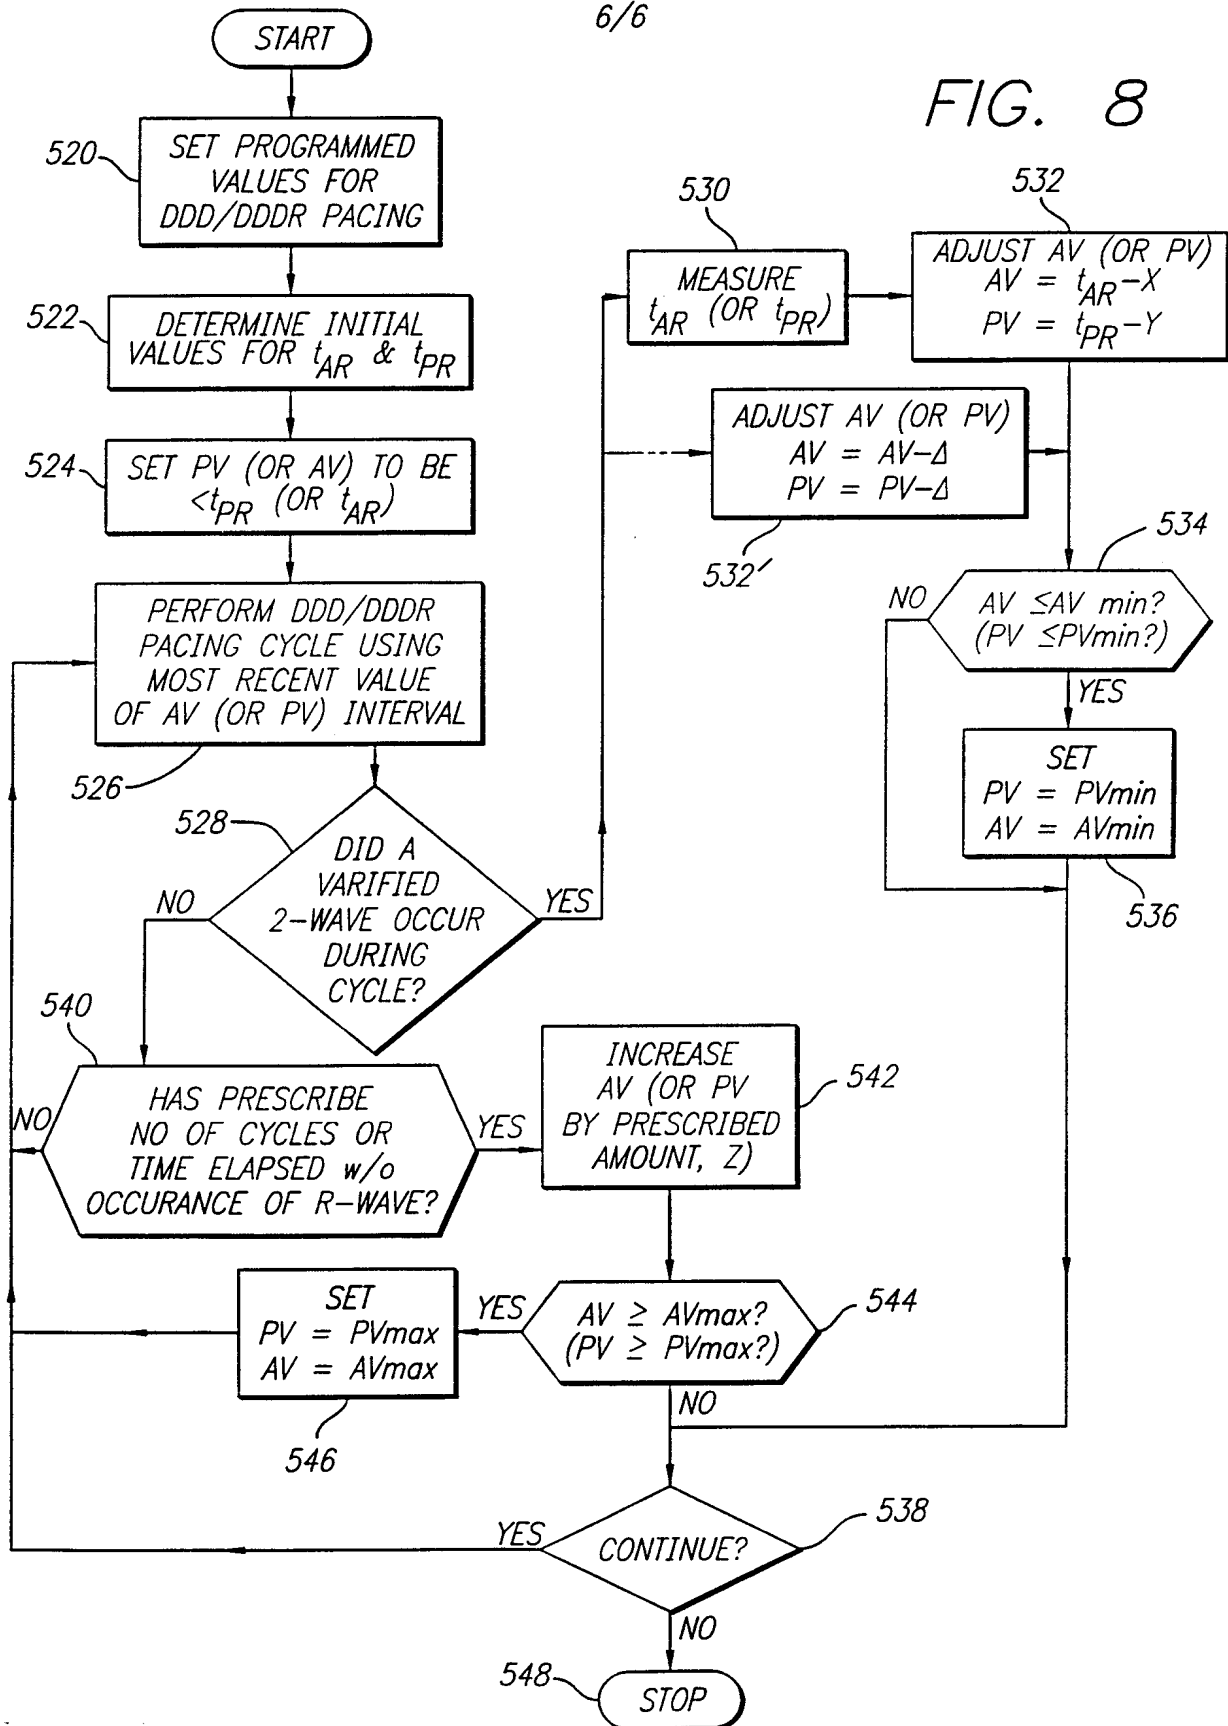 6/6
FIG. 8
START
520
SET PROGRAMMED
VALUES FOR
DDD/DDDR PACING
522
DETERMINE INITIAL
VALUES FOR tAR & tPR
524
SET PV (OR AV) TO BE
<tPR (OR tAR)
PERFORM DDD/DDDR
PACING CYCLE USING
MOST RECENT VALUE
OF AV (OR PV) INTERVAL
526
528
DID A
VARIFIED
2-WAVE OCCUR
DURING
CYCLE?
NO
YES
530
MEASURE
tAR (OR tPR)
532
ADJUST AV (OR PV)
AV = tAR-X
PV = tPR-Y
ADJUST AV (OR PV)
AV = AV-Δ
PV = PV-Δ
532'
534
AV ≤AV min?
(PV ≤PVmin?)
NO
YES
SET
PV = PVmin
AV = AVmin
536
540
HAS PRESCRIBE
NO OF CYCLES OR
TIME ELAPSED w/o
OCCURANCE OF R-WAVE?
NO
YES
INCREASE
AV (OR PV
BY PRESCRIBED
AMOUNT, Z)
542
AV ≥ AVmax?
(PV ≥ PVmax?)
544
YES
NO
SET
PV = PVmax
AV = AVmax
546
CONTINUE?
538
YES
NO
548
STOP